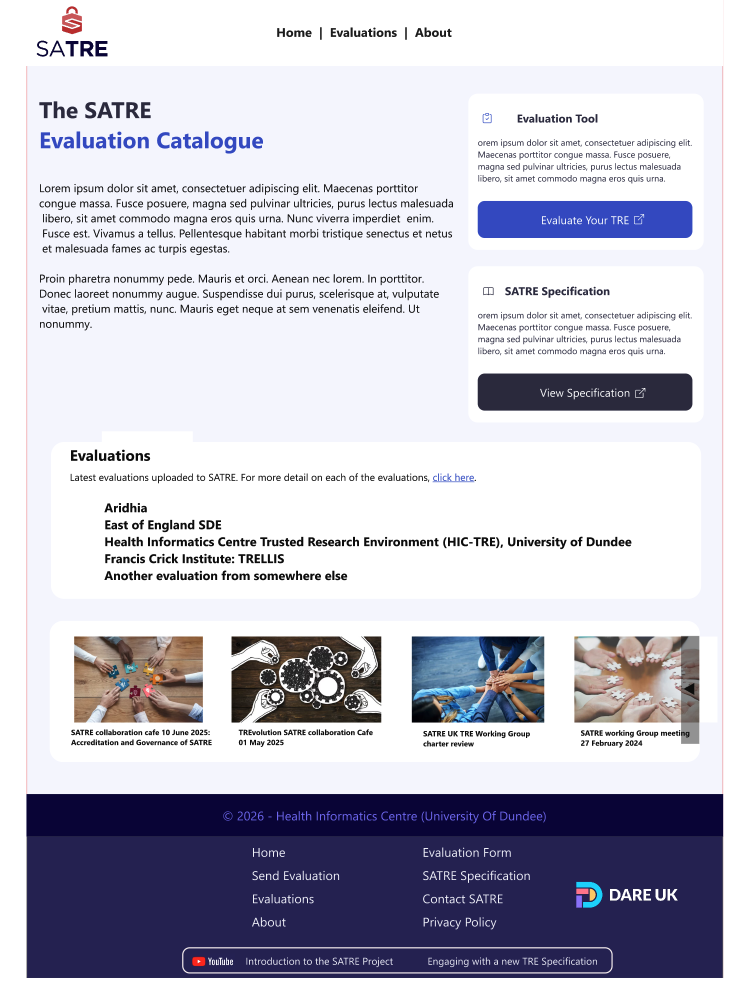 SATRE
Home | Evaluations | About
The SATRE
Evaluation Catalogue
Lorem ipsum dolor sit amet, consectetuer adipiscing elit. Maecenas porttitor
congue massa. Fusce posuere, magna sed pulvinar ultricies, purus lectus malesuada
libero, sit amet commodo magna eros quis urna. Nunc viverra imperdiet enim.
Fusce est. Vivamus a tellus. Pellentesque habitant morbi tristique senectus et netus
et malesuada fames ac turpis egestas.
Proin pharetra nonummy pede. Mauris et orci. Aenean nec lorem. In porttitor.
Donec laoreet nonummy augue. Suspendisse dui purus, scelerisque at, vulputate
vitae, pretium mattis, nunc. Mauris eget neque at sem venenatis eleifend. Ut
nonummy.
Evaluation Tool
orem ipsum dolor sit amet, consectetuer adipiscing elit.
Maecenas porttitor congue massa. Fusce posuere,
magna sed pulvinar ultricies, purus lectus malesuada
libero, sit amet commodo magna eros quis urna.
Evaluate Your TRE
SATRE Specification
orem ipsum dolor sit amet, consectetuer adipiscing elit.
Maecenas porttitor congue massa. Fusce posuere,
magna sed pulvinar ultricies, purus lectus malesuada
libero, sit amet commodo magna eros quis urna.
View Specification
Evaluations
Latest evaluations uploaded to SATRE. For more detail on each of the evaluations, click here.
Aridhia
East of England SDE
Health Informatics Centre Trusted Research Environment (HIC-TRE), University of Dundee
Francis Crick Institute: TRELLIS
Another evaluation from somewhere else
SATRE collaboration cafe 10 June 2025:
Accreditation and Governance of SATRE
TREvolution SATRE collaboration Cafe
01 May 2025
SATRE UK TRE Working Group
charter review
SATRE working Group meeting
27 February 2024
© 2026 - Health Informatics Centre (University Of Dundee)
Home
Send Evaluation
Evaluations
About
Evaluation Form
SATRE Specification
Contact SATRE
Privacy Policy
DARE UK
YouTube Introduction to the SATRE Project Engaging with a new TRE Specification